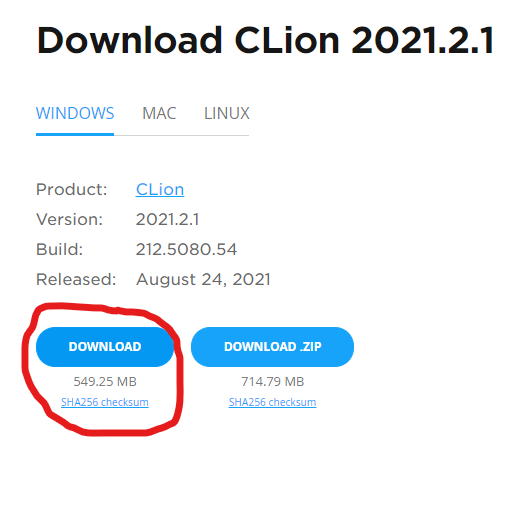 Download CLion 2021.2.1
WINDOWS MAC LINUX
Product: CLion
Version: 2021.2.1
Build: 212.5080.54
Released: August 24, 2021
DOWNLOAD DOWNLOAD .ZIP
549.25 MB 714.79 MB
SHA256 checksum SHA256 checksum